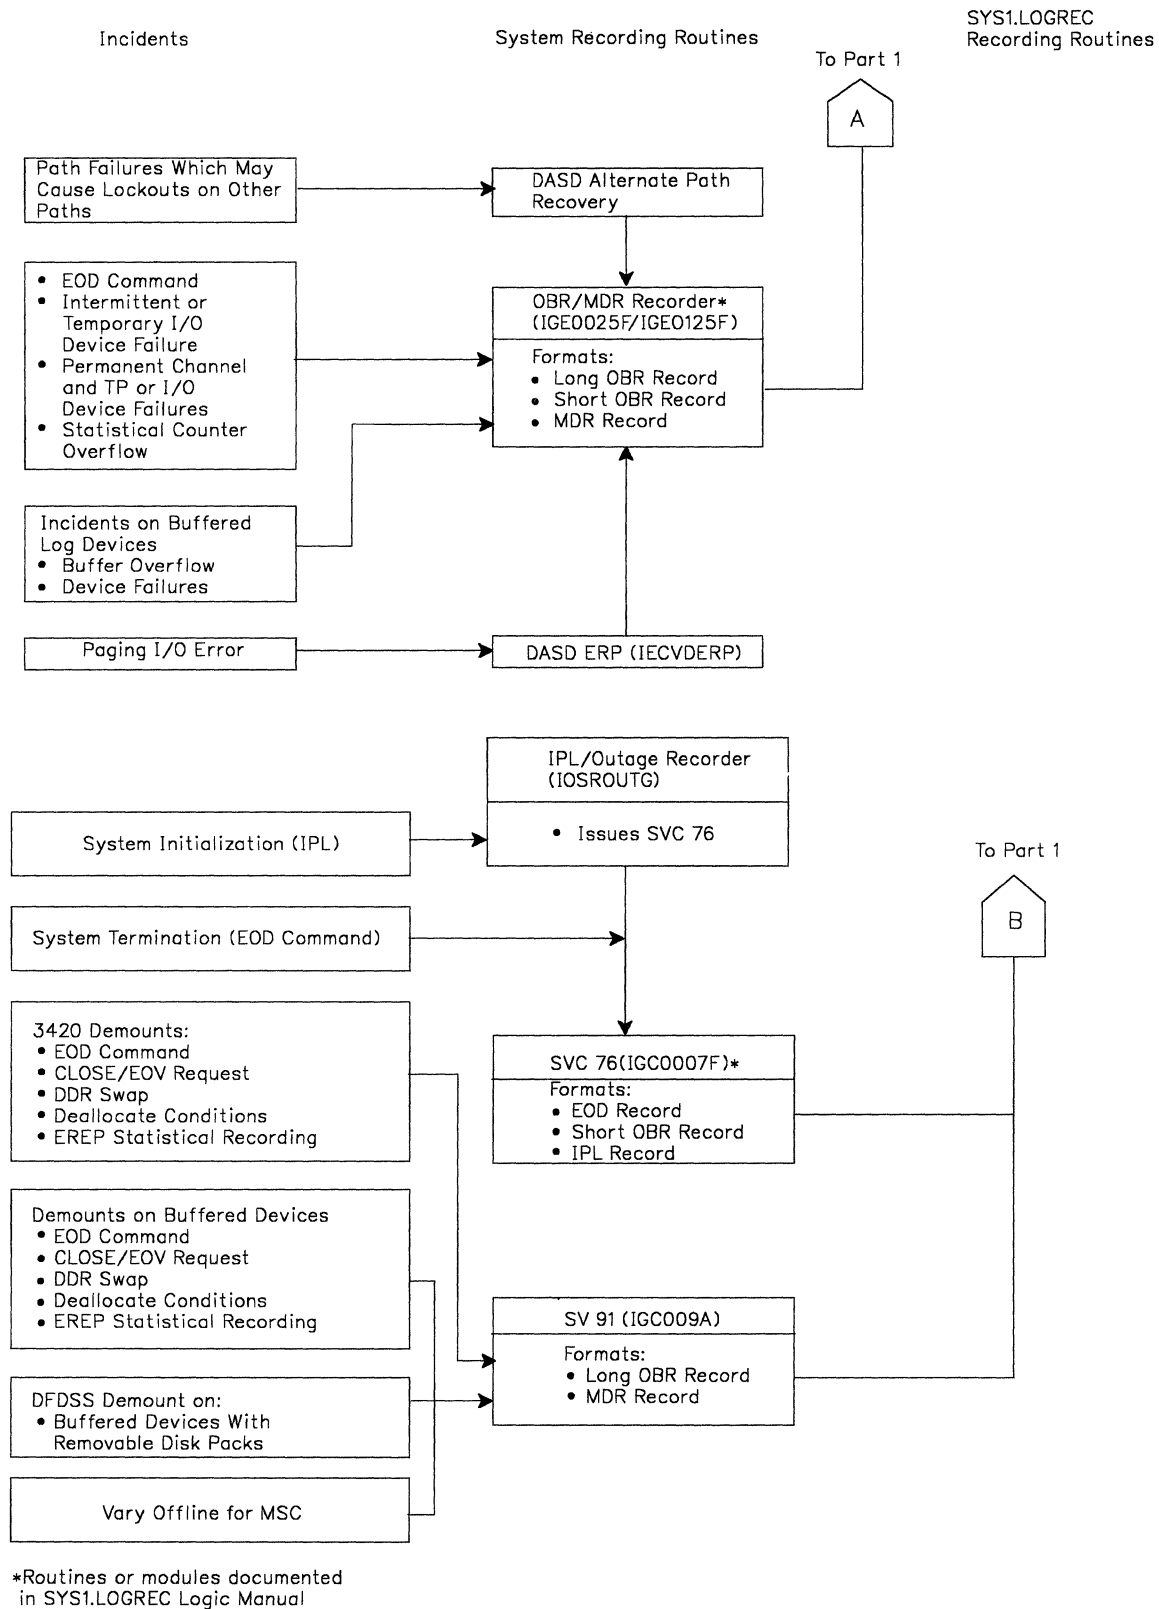 Incidents
System Recording Routines
SYS1.LOGREC
Recording Routines
To Part 1
A
Path Failures Which May
Cause Lockouts on Other
Paths
DASD Alternate Path
Recovery
• EOD Command
• Intermittent or
Temporary I/O
Device Failure
• Permanent Channel
and TP or I/O
Device Failures
• Statistical Counter
Overflow
OBR/MDR Recorder*
(IGE0025F/IGE0125F)
Formats:
• Long OBR Record
• Short OBR Record
• MDR Record
Incidents on Buffered
Log Devices
• Buffer Overflow
• Device Failures
Paging I/O Error
DASD ERP (IECVDERP)
IPL/Outage Recorder
(IOSROUTG)
• Issues SVC 76
System Initialization (IPL)
To Part 1
B
System Termination (EOD Command)
3420 Demounts:
• EOD Command
• CLOSE/EOV Request
• DDR Swap
• Deallocate Conditions
• EREP Statistical Recording
SVC 76(IGC0007F)*
Formats:
• EOD Record
• Short OBR Record
• IPL Record
Demounts on Buffered Devices
• EOD Command
• CLOSE/EOV Request
• DDR Swap
• Deallocate Conditions
• EREP Statistical Recording
SV 91 (IGC009A)
Formats:
• Long OBR Record
• MDR Record
DFDSS Demount on:
• Buffered Devices With
Removable Disk Packs
Vary Offline for MSC
*Routines or modules documented
in SYS1.LOGREC Logic Manual